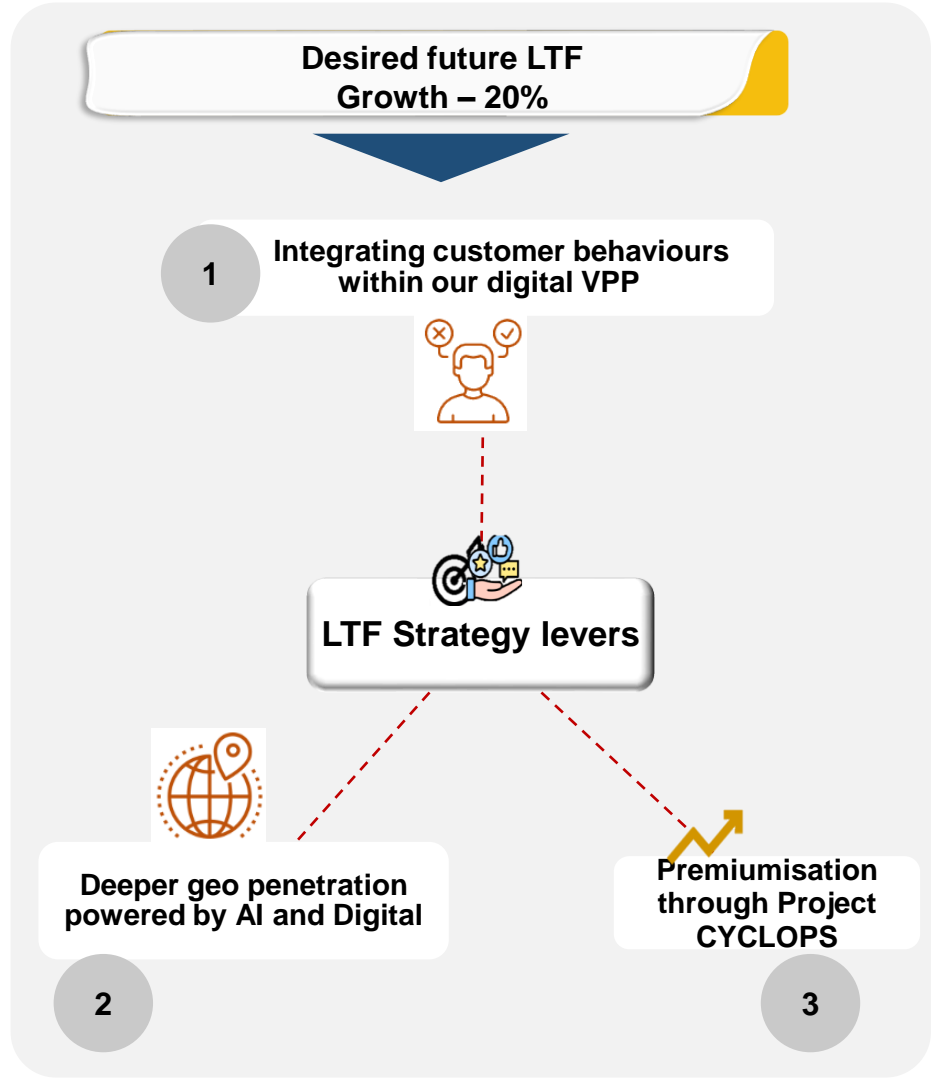 Desired future LTF
Growth – 20%
1
Integrating customer behaviours
within our digital VPP
LTF Strategy levers
Deeper geo penetration
powered by AI and Digital
2
Premiumisation
through Project
CYCLOPS
3